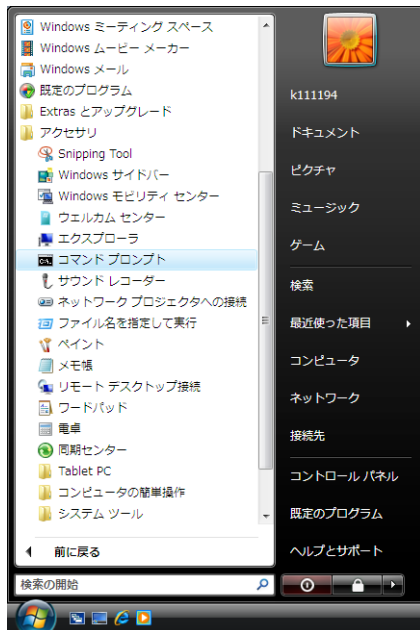 Windows ミーティング スペース
Windows ムービー メーカー
Windows メール
既定のプログラム
Extras とアップグレード
アクセサリ
Snipping Tool
Windows サイドバー
Windows モビリティ センター
ウェルカム センター
エクスプローラ
コマンド プロンプト
サウンド レコーダー
ネットワーク プロジェクタへの接続
ファイル名を指定して実行
ペイント
メモ帳
リモート デスクトップ接続
ワードパッド
電卓
同期センター
Tablet PC
コンピュータの簡単操作
システム ツール
前に戻る
検索の開始
k111194
ドキュメント
ピクチャ
ミュージック
ゲーム
検索
最近使った項目
コンピュータ
ネットワーク
接続先
コントロール パネル
既定のプログラム
ヘルプとサポート